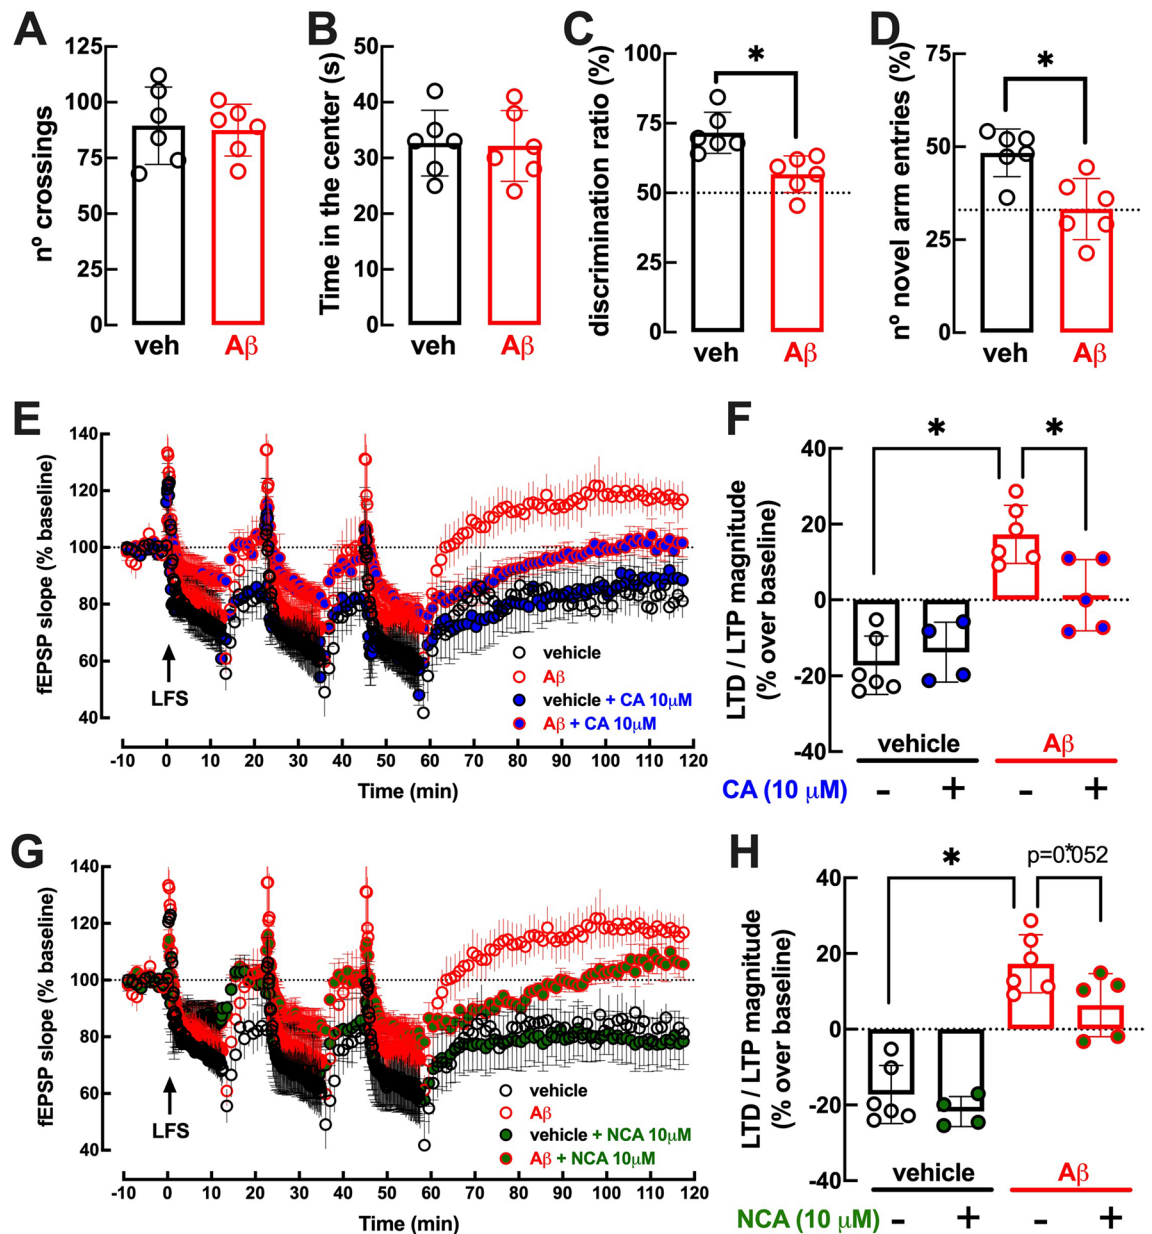 A
nº crossings
125
100
75
50
25
0
veh
Aβ
B
Time in the center (s)
50
40
30
20
10
0
veh
Aβ
C
discrimination ratio (%)
100
75
50
25
0
*
veh
Aβ
D
nº novel arm entries (%)
75
50
25
0
*
veh
Aβ
E
fEPSP slope (% baseline)
140
120
100
80
60
40
LFS
vehicle
Aβ
vehicle + CA 10μM
Aβ + CA 10μM
-10 0 10 20 30 40 50 60 70 80 90 100 110 120
Time (min)
F
LTD / LTP magnitude
(% over baseline)
40
20
0
-20
-40
* *
vehicle Aβ
CA (10 μM) - + - +
G
fEPSP slope (% baseline)
140
120
100
80
60
40
LFS
vehicle
Aβ
vehicle + NCA 10μM
Aβ + NCA 10μM
-10 0 10 20 30 40 50 60 70 80 90 100 110 120
Time (min)
H
LTD / LTP magnitude
(% over baseline)
40
20
0
-20
-40
* *
p=0.052
vehicle Aβ
NCA (10 μM) - + - +